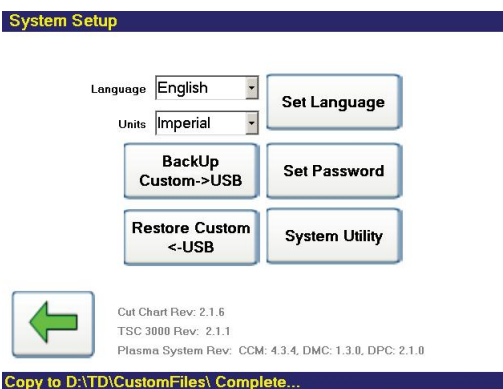 System Setup
Language English
Set Language
Units Imperial
BackUp
Custom->USB
Set Password
Restore Custom
<-USB
System Utility
Cut Chart Rev: 2.1.6
TSC 3000 Rev: 2.1.1
Plasma System Rev: CCM: 4.3.4, DMC: 1.3.0, DPC: 2.1.0
Copy to D:\TD\CustomFiles\ Complete...